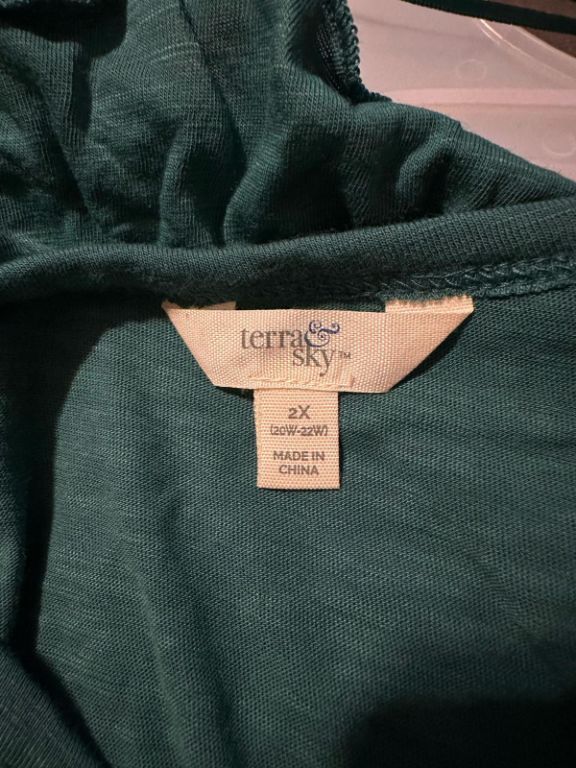 terra &
sky™
2X
(20W-22W)
MADE IN
CHINA